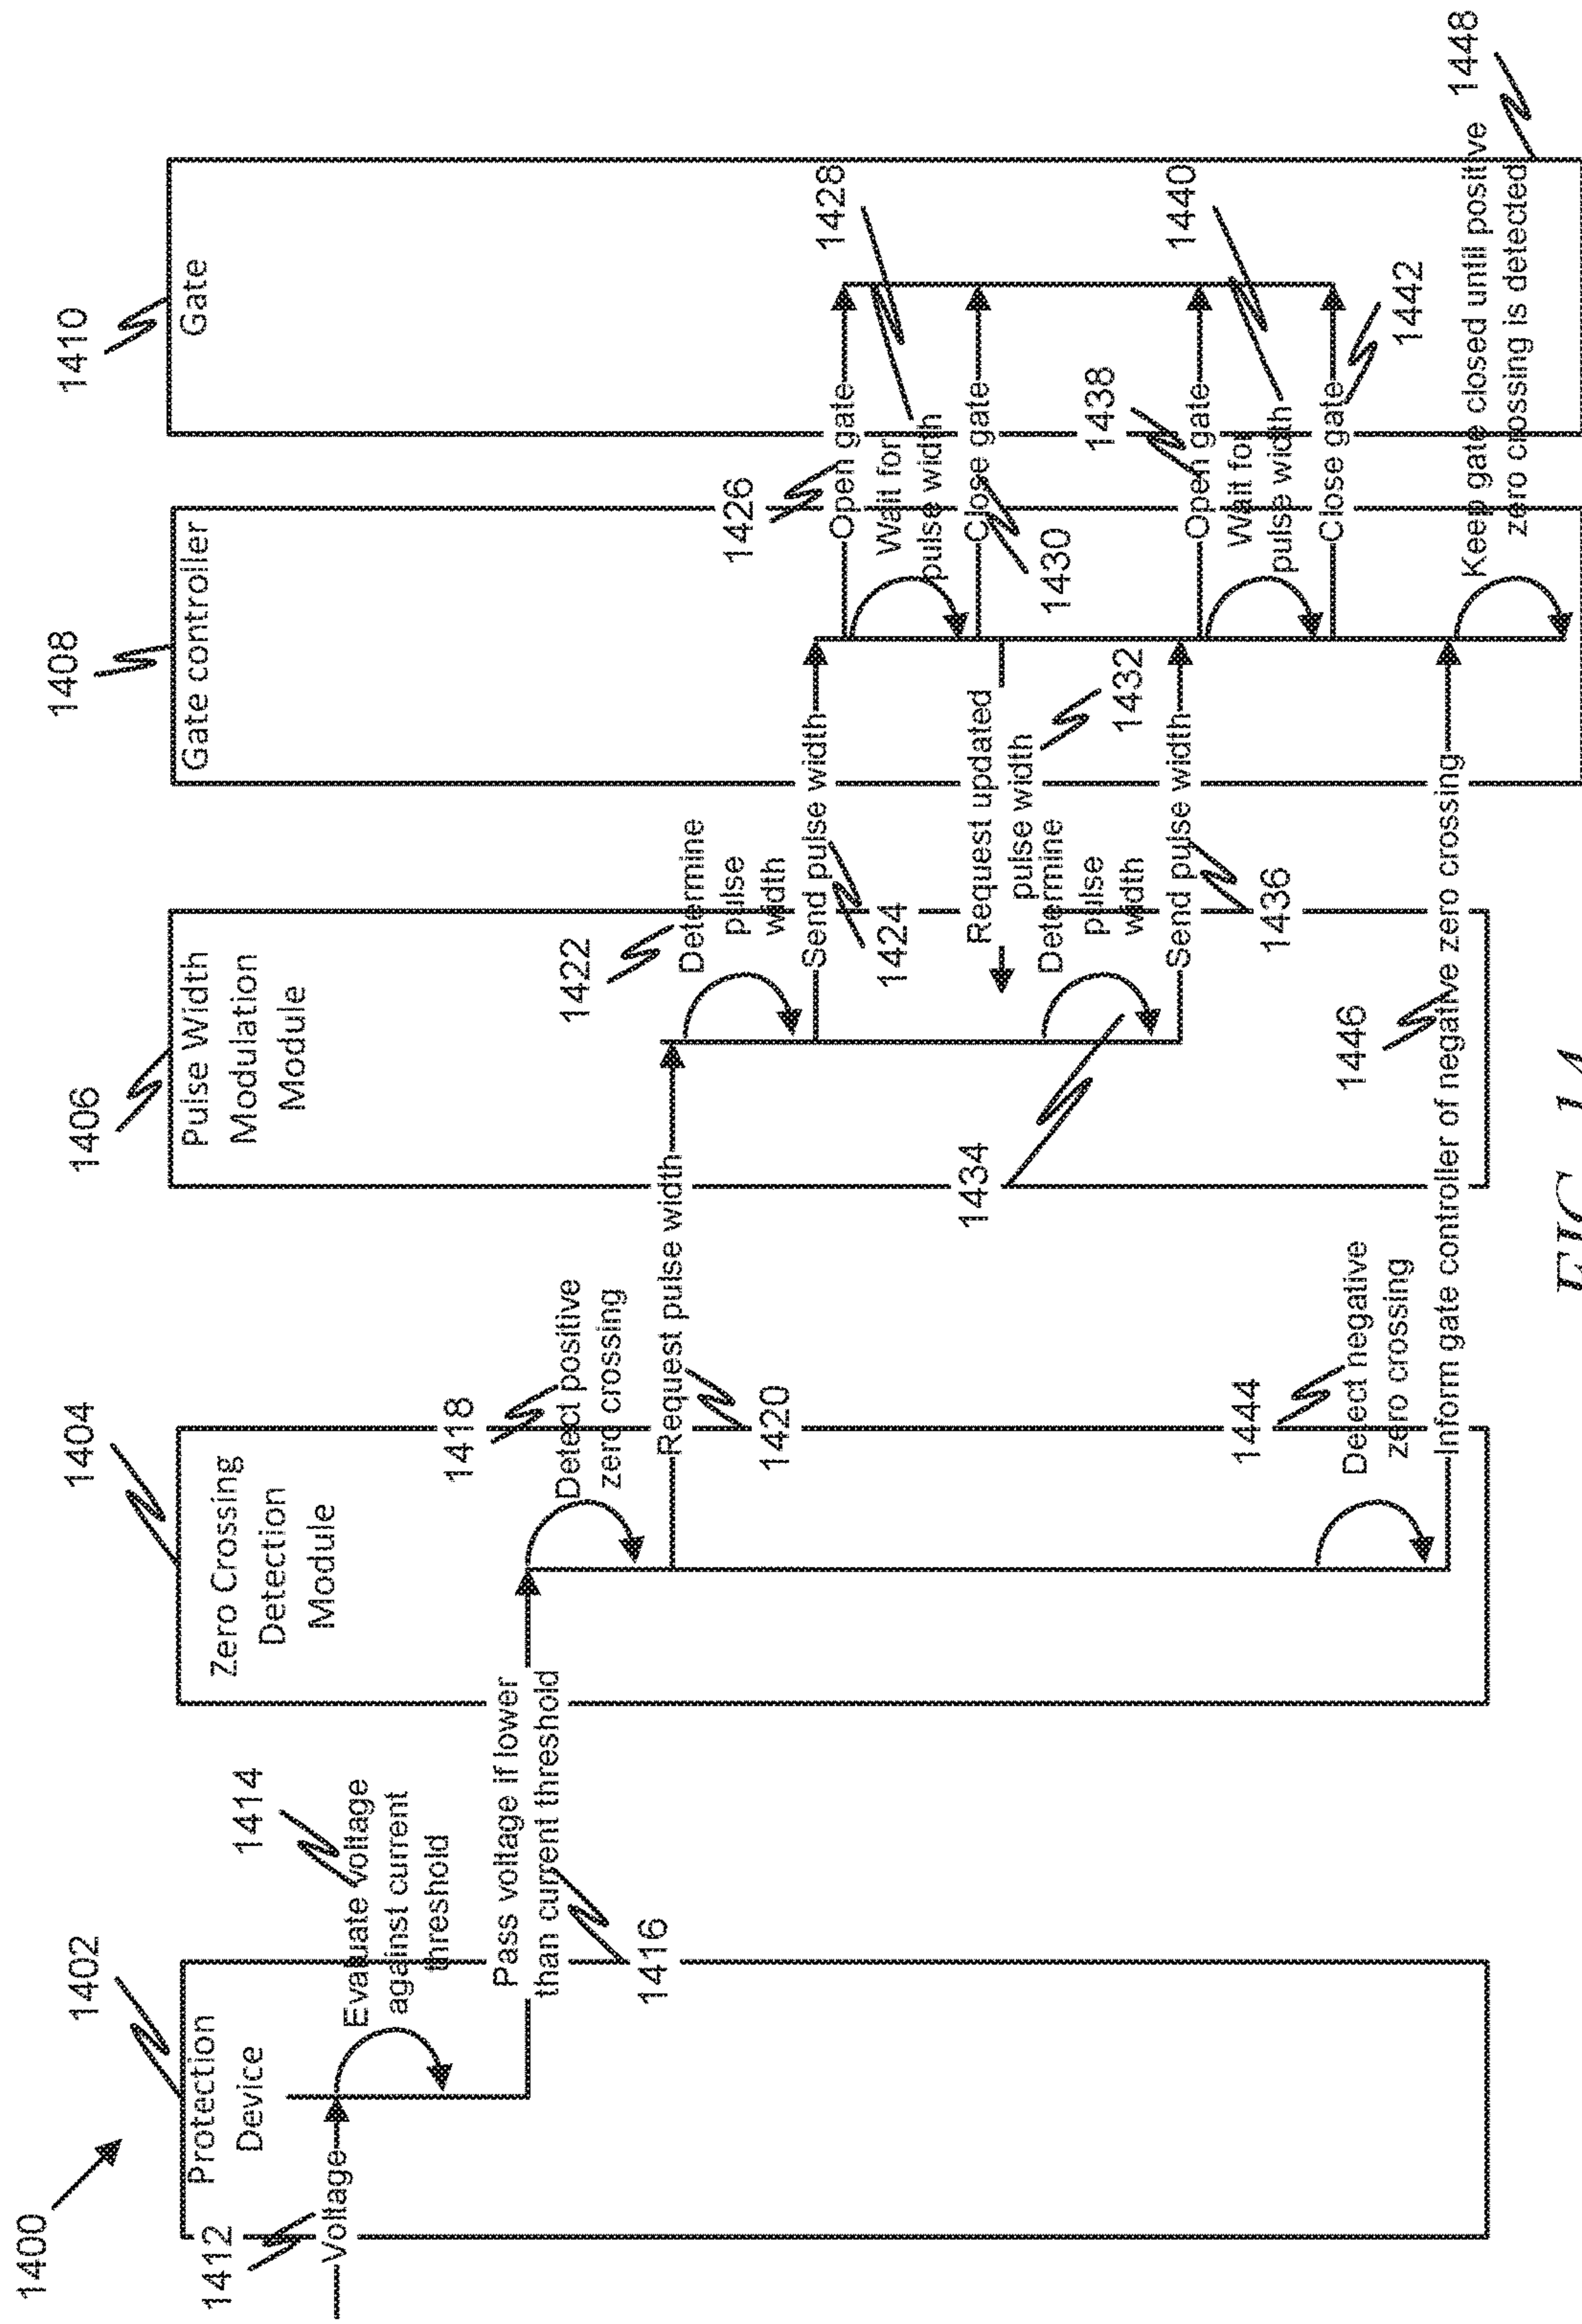 1400
1402
Protection
Device
1404
Zero Crossing
Detection
Module
1406
Pulse Width
Modulation
Module
1408
Gate controller
1410
Gate
1412
Voltage
1414
Evaluate voltage
against current
threshold
Pass voltage if lower
than current threshold
1416
1418
Detect positive
zero crossing
Request pulse width
1420
1422
Determine
pulse
width
Send pulse width
1424
1426
Open gate
1428
Wait for
pulse width
Close gate
1430
Request updated
pulse width
1432
1434
Determine
pulse
width
Send pulse width
1436
1438
Open gate
1440
Wait for
pulse width
Close gate
1442
1444
Detect negative
zero crossing
1446
Inform gate controller of negative zero crossing
Keep gate closed until positive
zero crossing is detected
1448
FIG. 14